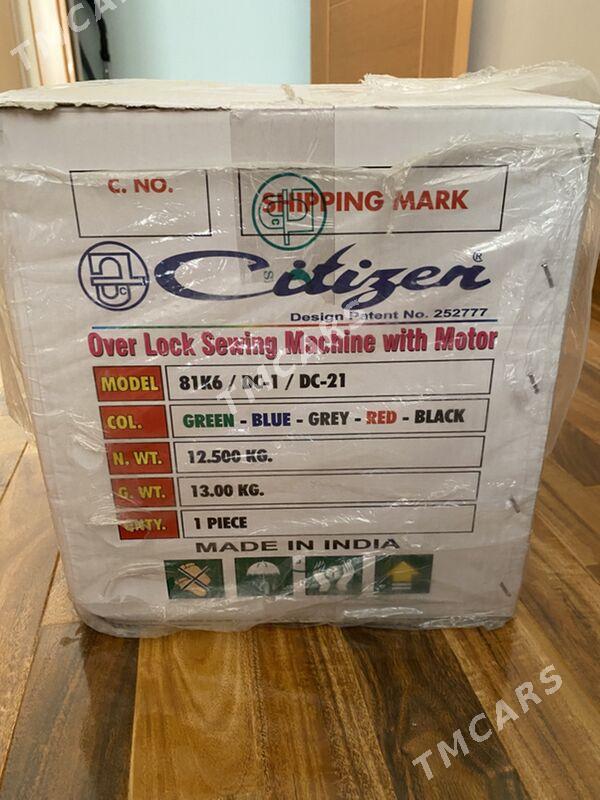 TMCARS
C. NO.
SHIPPING MARK
Citizen ®
Design Patent No. 252777
Over Lock Sewing Machine with Motor
TMCARS
MODEL 81K6 / DC-1 / DC-21
COL. GREEN - BLUE - GREY - RED - BLACK
N. WT. 12.500 KG.
G. WT. 13.00 KG.
QNTY. 1 PIECE
MADE IN INDIA
TMCARS